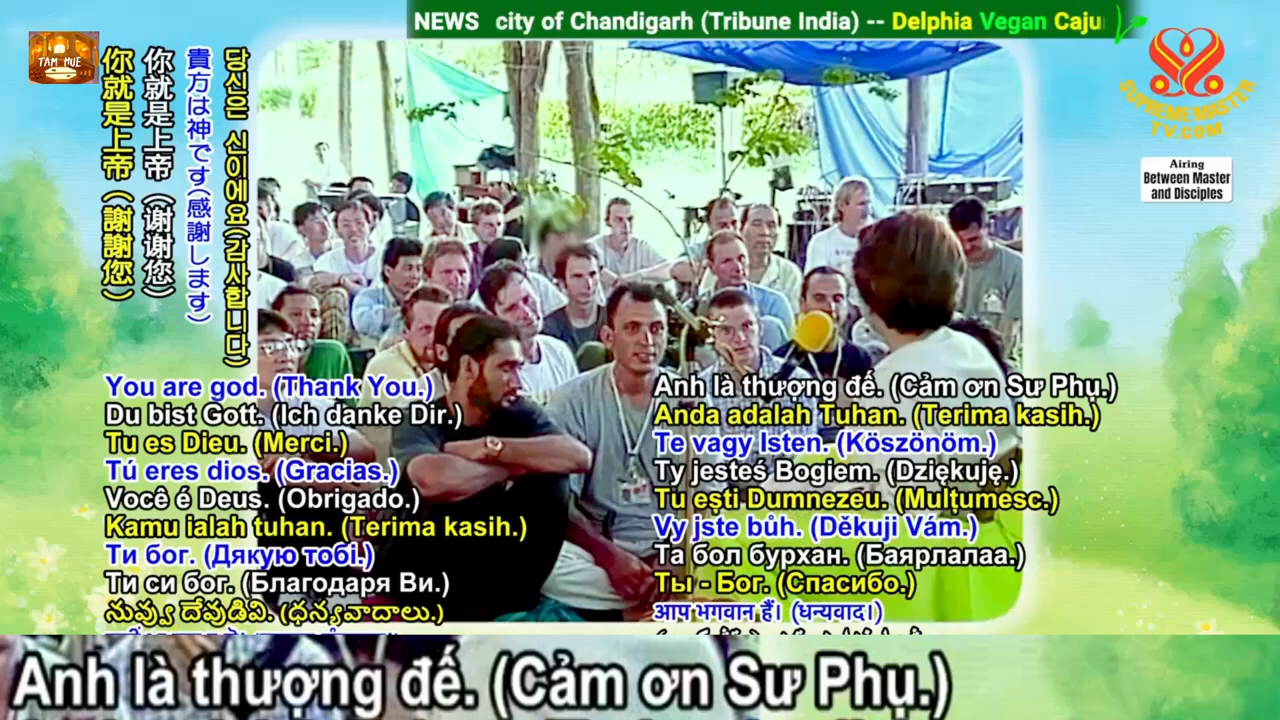 NEWS city of Chandigarh (Tribune India) -- Delphia Vegan Caju
TAM HUE
SUPREME MASTER
TV.COM
Airing
Between Master
and Disciples
你就是上帝（謝謝您）
你就是上帝（谢谢您）
貴方は神です(感謝します)
당신은 신이에요(감사합니다)
You are god. (Thank You.)
Du bist Gott. (Ich danke Dir.)
Tu es Dieu. (Merci.)
Tú eres dios. (Gracias.)
Você é Deus. (Obrigado.)
Kamu ialah tuhan. (Terima kasih.)
Ти бог. (Дякую тобі.)
Ти си бог. (Благодаря Ви.)
నువ్వు దేవుడివి. (ధన్యవాదాలు.)
Anh là thượng đế. (Cảm ơn Sư Phụ.)
Anda adalah Tuhan. (Terima kasih.)
Te vagy Isten. (Köszönöm.)
Ty jesteś Bogiem. (Dziękuję.)
Tu ești Dumnezeu. (Mulțumesc.)
Vy jste bůh. (Děkuji Vám.)
Та бол бурхан. (Баярлалаа.)
Ты - Бог. (Спасибо.)
आप भगवान हैं। (धन्यवाद।)
Anh là thượng đế. (Cảm ơn Sư Phụ.)